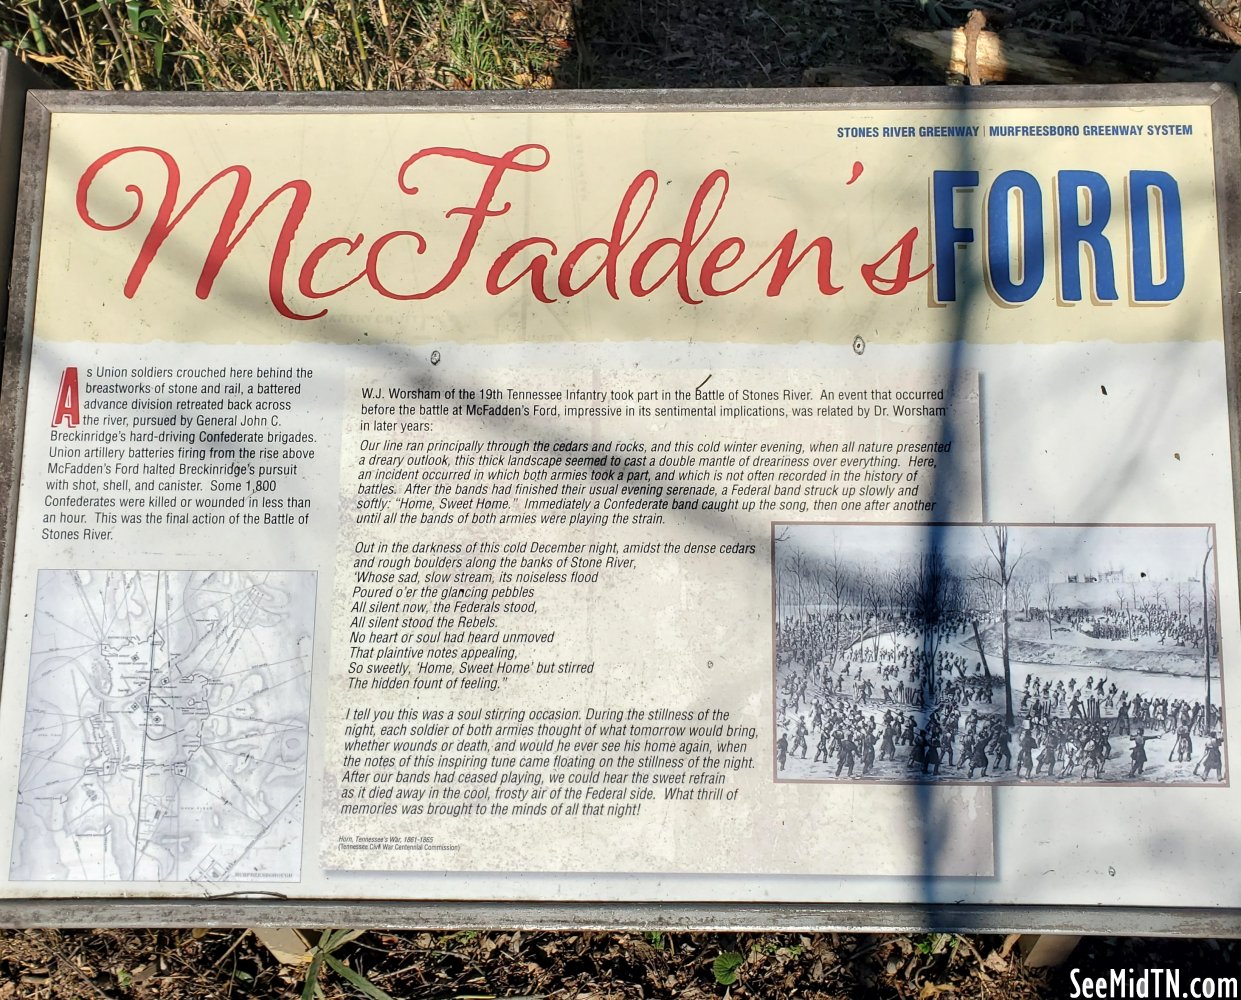 STONES RIVER GREENWAY | MURFREESBORO GREENWAY SYSTEM
McFadden's FORD
As Union soldiers crouched here behind the
breastworks of stone and rail, a battered
advance division retreated back across
the river, pursued by General John C.
Breckinridge's hard-driving Confederate brigades.
Union artillery batteries firing from the rise above
McFadden's Ford halted Breckinridge's pursuit
with shot, shell, and canister. Some 1,800
Confederates were killed or wounded in less than
an hour. This was the final action of the Battle of
Stones River.
W.J. Worsham of the 19th Tennessee Infantry took part in the Battle of Stones River. An event that occurred
before the battle at McFadden's Ford, impressive in its sentimental implications, was related by Dr. Worsham
in later years:
Our line ran principally through the cedars and rocks, and this cold winter evening, when all nature presented
a dreary outlook, this thick landscape seemed to cast a double mantle of dreariness over everything. Here,
an incident occurred in which both armies took a part, and which is not often recorded in the history of
battles. After the bands had finished their usual evening serenade, a Federal band struck up slowly and
softly: "Home, Sweet Home." Immediately a Confederate band caught up the song, then one after another
until all the bands of both armies were playing the strain.
Out in the darkness of this cold December night, amidst the dense cedars
and rough boulders along the banks of Stone River,
'Whose sad, slow stream, its noiseless flood
Poured o'er the glancing pebbles
All silent now, the Federals stood,
All silent stood the Rebels.
No heart or soul had heard unmoved
That plaintive notes appealing,
So sweetly, 'Home, Sweet Home' but stirred
The hidden fount of feeling."
I tell you this was a soul stirring occasion. During the stillness of the
night, each soldier of both armies thought of what tomorrow would bring,
whether wounds or death, and would he ever see his home again, when
the notes of this inspiring tune came floating on the stillness of the night.
After our bands had ceased playing, we could hear the sweet refrain
as it died away in the cool, frosty air of the Federal side. What thrill of
memories was brought to the minds of all that night!
Horn, Tennessee's War, 1861-1865
(Tennessee Civil War Centennial Commission)
MURFREESBOROUGH
SeeMidTN.com